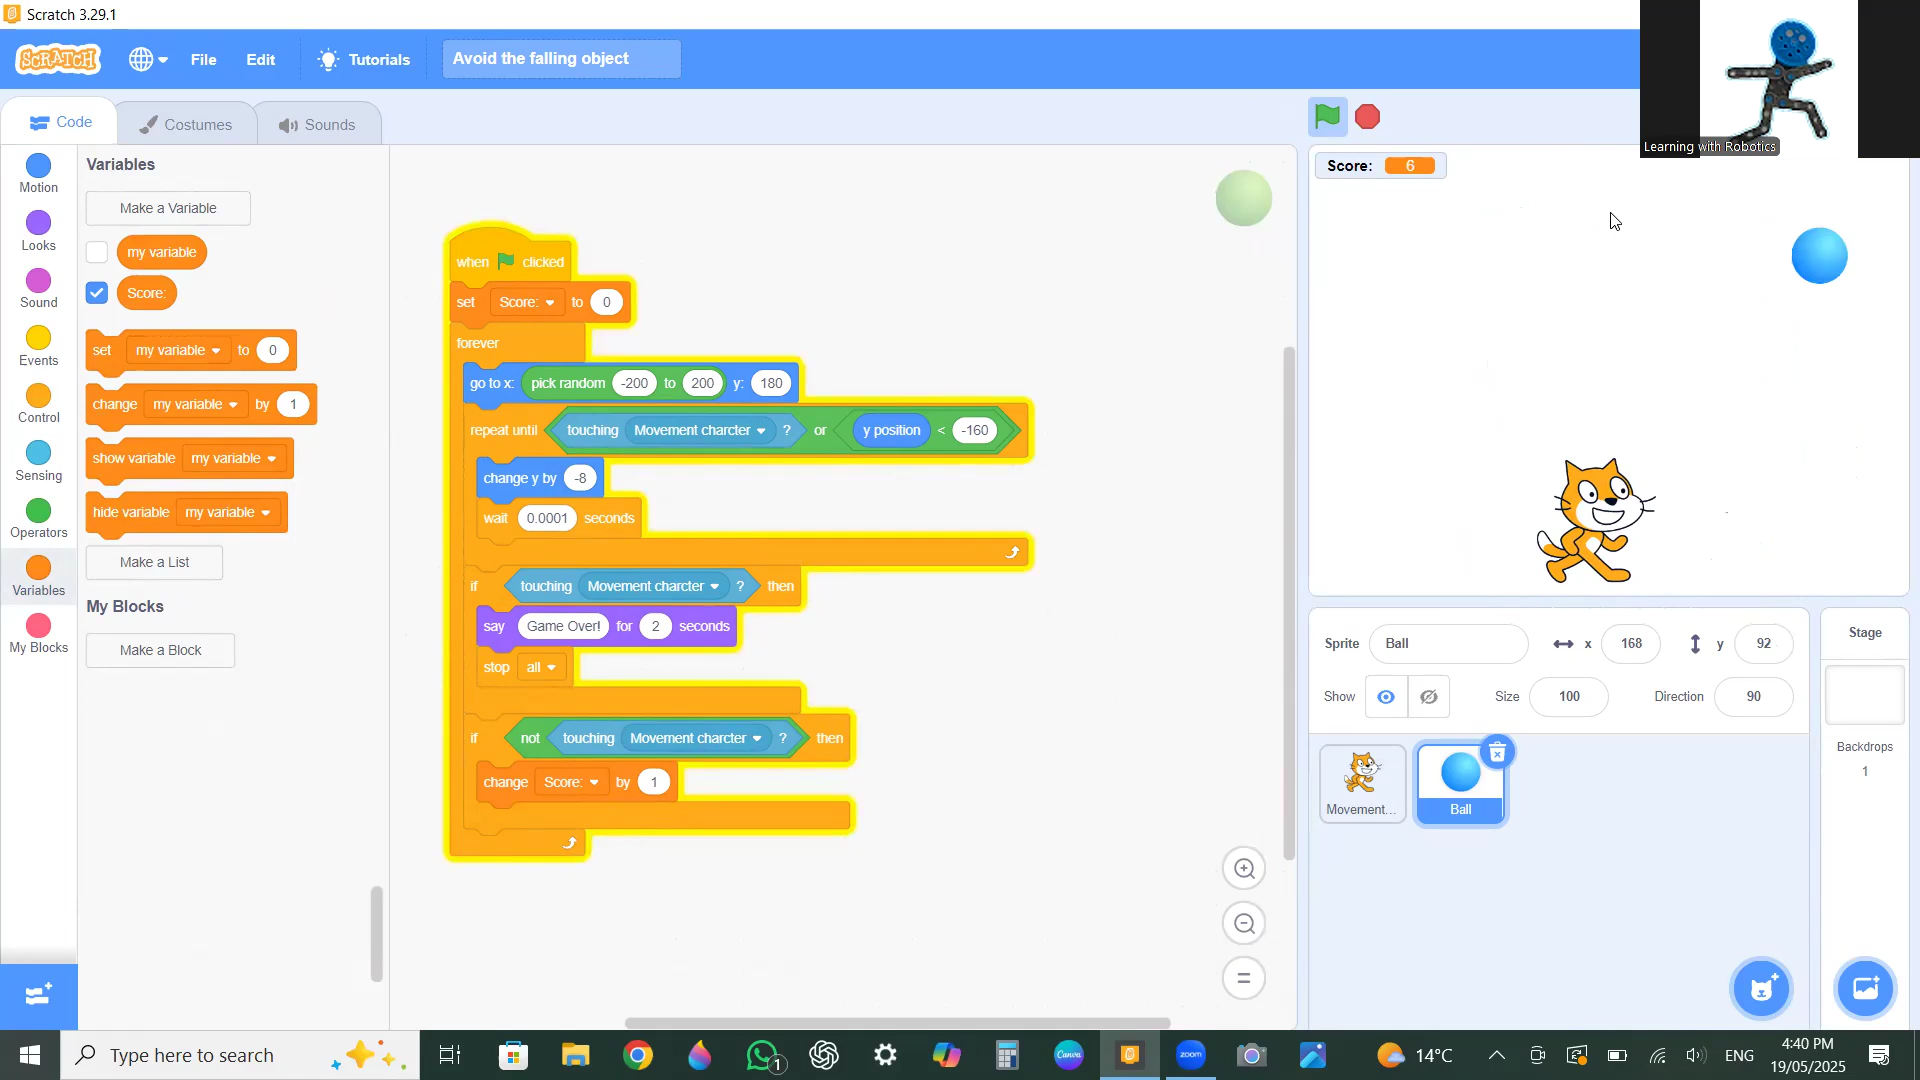 Scratch 3.29.1
SCRATCH
File
Edit
Tutorials
Avoid the falling object
Learning with Robotics
Code
Costumes
Sounds
Motion
Looks
Sound
Events
Control
Sensing
Operators
Variables
My Blocks
Variables
Make a Variable
my variable
Score:
set my variable to 0
change my variable by 1
show variable my variable
hide variable my variable
Make a List
My Blocks
Make a Block
when clicked
set Score: to 0
forever
go to x: pick random -200 to 200 y: 180
repeat until touching Movement charcter ? or y position < -160
change y by -8
wait 0.0001 seconds
if touching Movement charcter ? then
say Game Over! for 2 seconds
stop all
if not touching Movement charcter ? then
change Score: by 1
Score: 6
Sprite Ball x 168 y 92
Show Size 100 Direction 90
Movement...
Ball
Stage
Backdrops
1
Type here to search
1
Canva
zoom
14°C
ENG
4:40 PM
19/05/2025